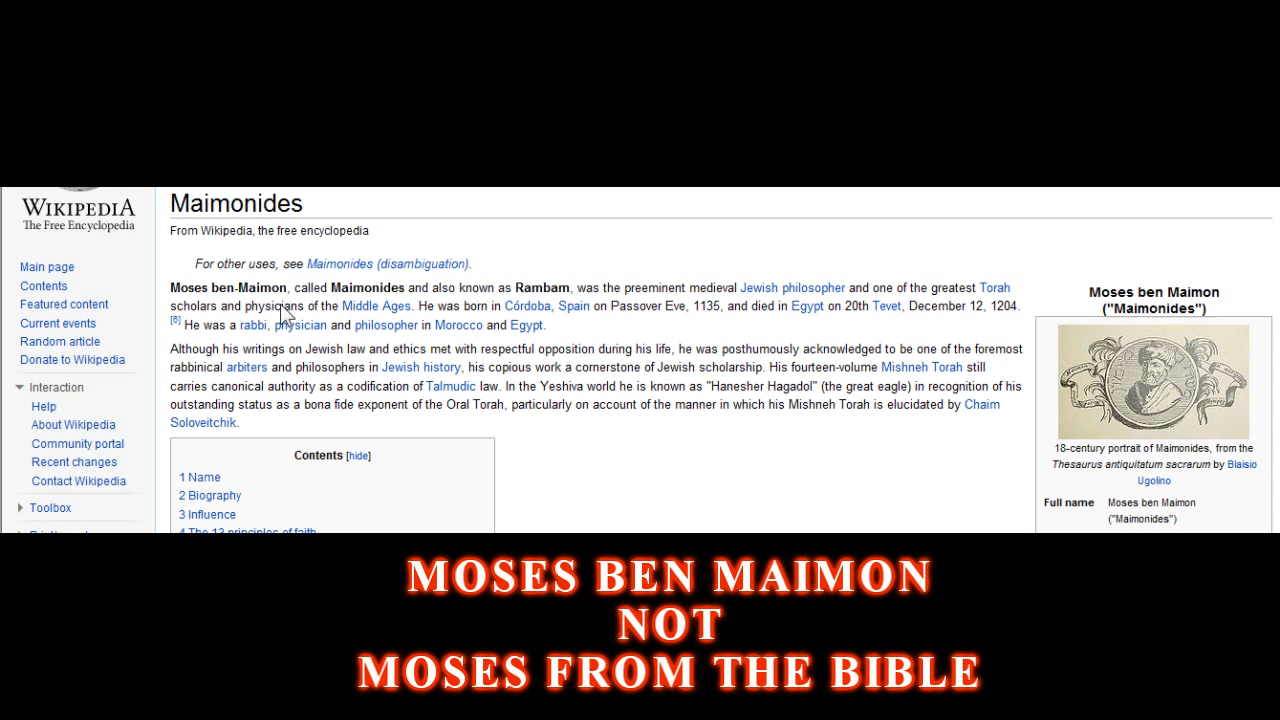 WIKIPEDIA
The Free Encyclopedia
Main page
Contents
Featured content
Current events
Random article
Donate to Wikipedia
Interaction
Help
About Wikipedia
Community portal
Recent changes
Contact Wikipedia
Toolbox
Maimonides
From Wikipedia, the free encyclopedia
For other uses, see Maimonides (disambiguation).
Moses ben-Maimon, called Maimonides and also known as Rambam, was the preeminent medieval Jewish philosopher and one of the greatest Torah
scholars and physicians of the Middle Ages. He was born in Córdoba, Spain on Passover Eve, 1135, and died in Egypt on 20th Tevet, December 12, 1204.
[6] He was a rabbi, physician and philosopher in Morocco and Egypt.
Although his writings on Jewish law and ethics met with respectful opposition during his life, he was posthumously acknowledged to be one of the foremost
rabbinical arbiters and philosophers in Jewish history, his copious work a cornerstone of Jewish scholarship. His fourteen-volume Mishneh Torah still
carries canonical authority as a codification of Talmudic law. In the Yeshiva world he is known as "Hanesher Hagadol" (the great eagle) in recognition of his
outstanding status as a bona fide exponent of the Oral Torah, particularly on account of the manner in which his Mishneh Torah is elucidated by Chaim
Soloveitchik.
Contents [hide]
1 Name
2 Biography
3 Influence
4 The 13 principles of faith
Moses ben Maimon
("Maimonides")
18-century portrait of Maimonides, from the
Thesaurus antiquitatum sacrarum by Blaisio
Ugolino
Full name Moses ben Maimon
("Maimonides")
MOSES BEN MAIMON
NOT
MOSES FROM THE BIBLE